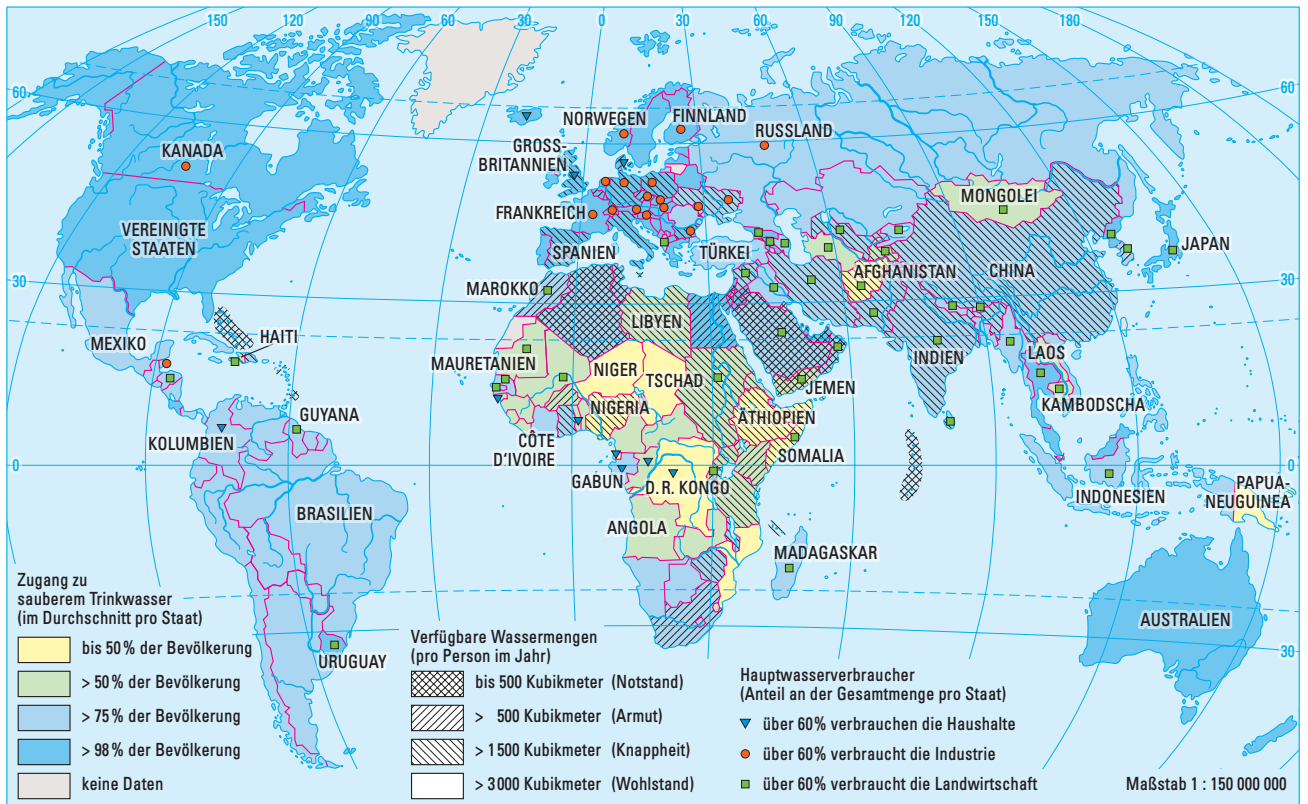 150
120
90
60
30
0
30
60
90
120
150
180
60
60
30
30
0
0
30
NORWEGEN
FINNLAND
RUSSLAND
KANADA
GROSS-
BRITANNIEN
FRANKREICH
VEREINIGTE
STAATEN
SPANIEN
TÜRKEI
MONGOLEI
JAPAN
AFGHANISTAN
CHINA
MAROKKO
LIBYEN
HAITI
MEXIKO
MAURETANIEN
NIGER
TSCHAD
INDIEN
LAOS
JEMEN
KAMBODSCHA
GUYANA
NIGERIA
ÄTHIOPIEN
KOLUMBIEN
CÔTE
D'IVOIRE
SOMALIA
GABUN
D.R. KONGO
INDONESIEN
PAPUA-
NEUGUINEA
BRASILIEN
ANGOLA
MADAGASKAR
AUSTRALIEN
URUGUAY
Zugang zu
sauberem Trinkwasser
(im Durchschnitt pro Staat)
bis 50 % der Bevölkerung
> 50 % der Bevölkerung
> 75 % der Bevölkerung
> 98 % der Bevölkerung
keine Daten
Verfügbare Wassermengen
(pro Person im Jahr)
bis 500 Kubikmeter (Notstand)
> 500 Kubikmeter (Armut)
> 1 500 Kubikmeter (Knappheit)
> 3000 Kubikmeter (Wohlstand)
Hauptwasserverbraucher
(Anteil an der Gesamtmenge pro Staat)
über 60% verbrauchen die Haushalte
über 60% verbraucht die Industrie
über 60% verbraucht die Landwirtschaft
Maßstab 1 : 150 000 000